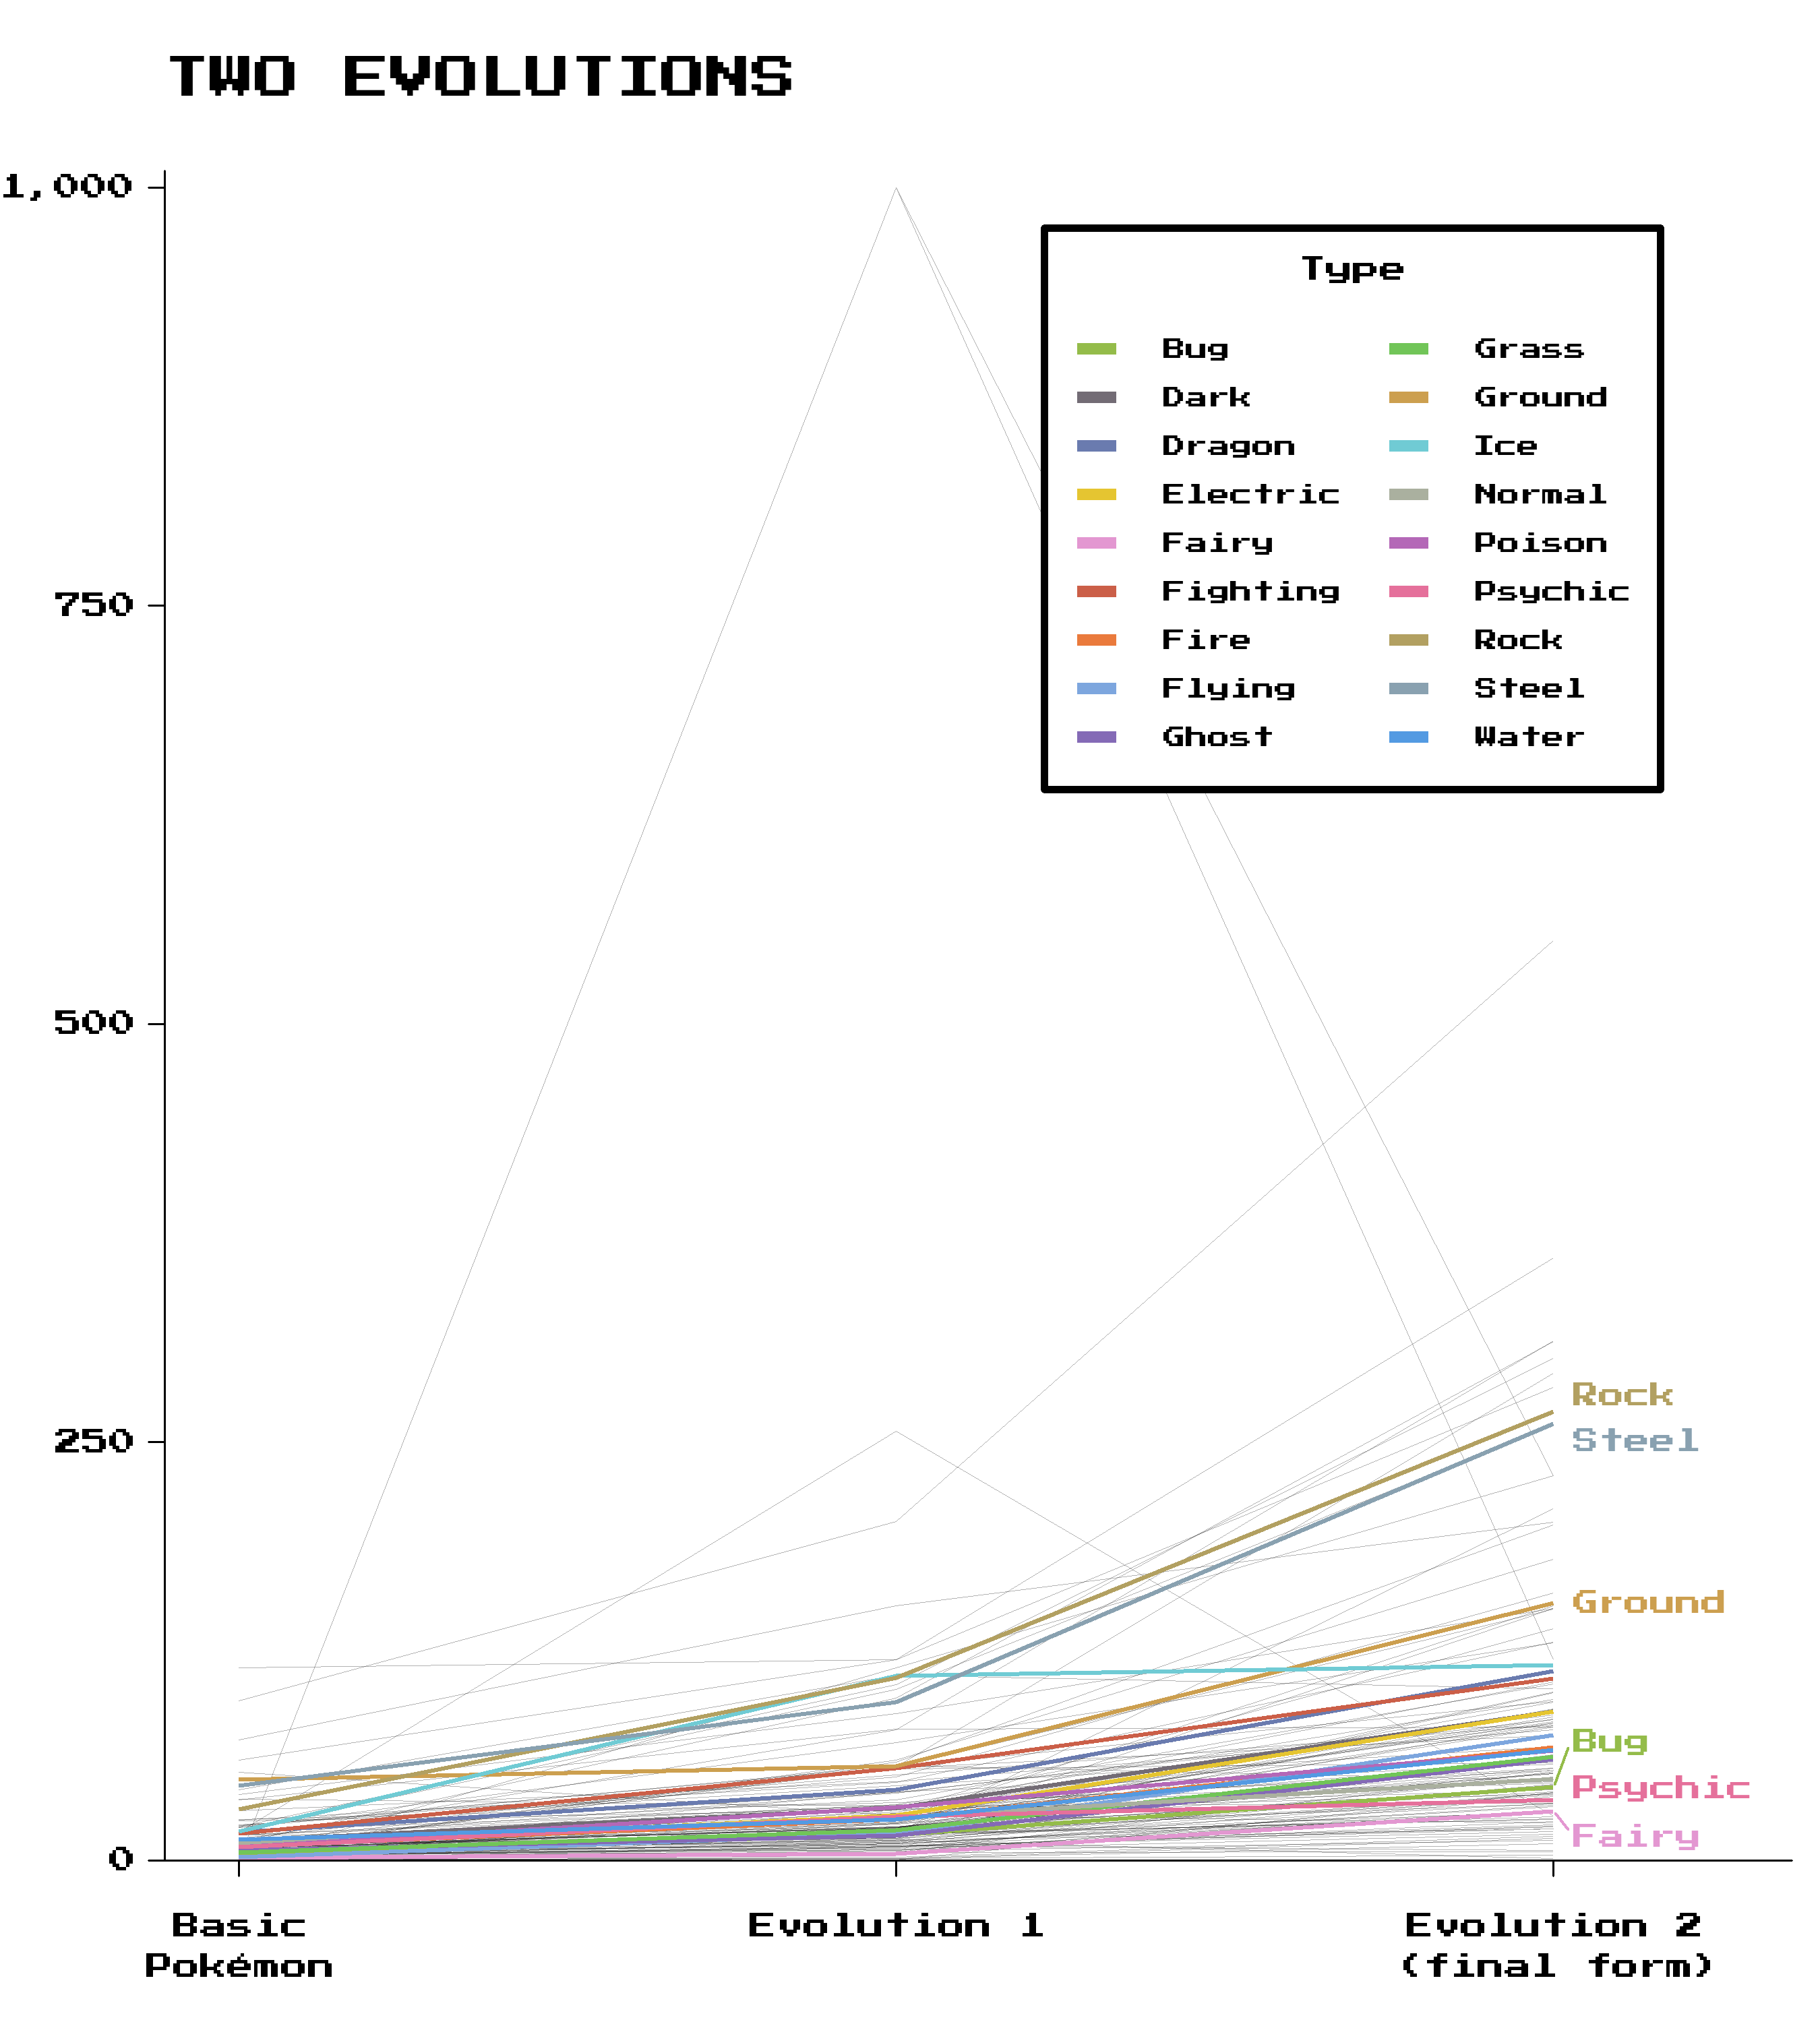 TWO EVOLUTIONS
1,000
750
500
250
0
Type
Bug
Dark
Dragon
Electric
Fairy
Fighting
Fire
Flying
Ghost
Grass
Ground
Ice
Normal
Poison
Psychic
Rock
Steel
Water
Rock
Steel
Ground
Bug
Psychic
Fairy
Basic
Pokémon
Evolution 1
Evolution 2
(final form)